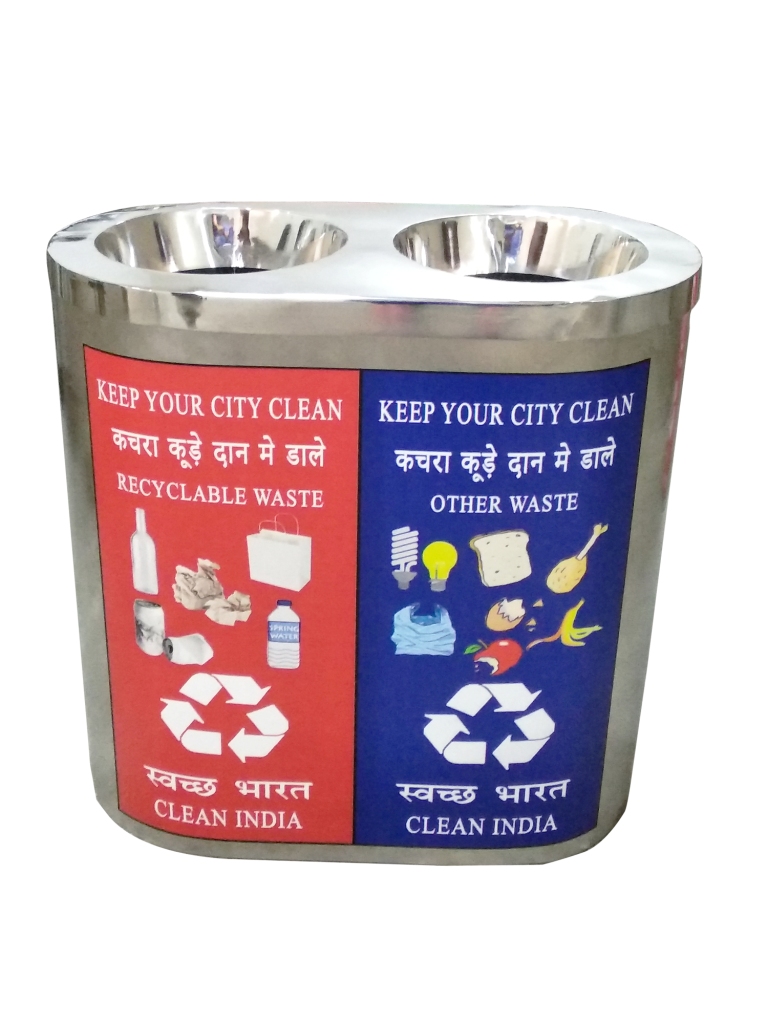 KEEP YOUR CITY CLEAN
कचरा कूड़े दान मे डाले
RECYCLABLE WASTE
SPRING
WATER
स्वच्छ भारत
CLEAN INDIA
KEEP YOUR CITY CLEAN
कचरा कूड़े दान मे डाले
OTHER WASTE
स्वच्छ भारत
CLEAN INDIA